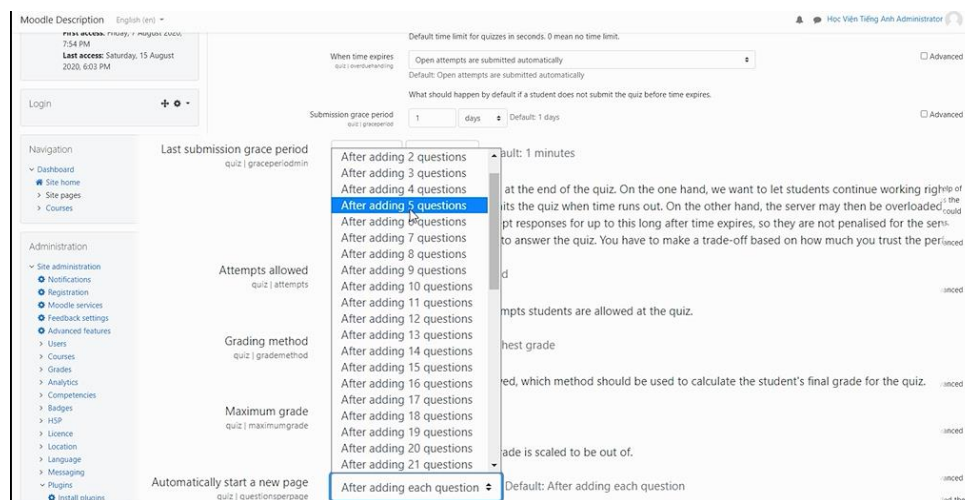 Moodle Description English (en)
Học Viện Tiếng Anh Administrator
First access: Friday, 7 August 2020,
7:54 PM
Last access: Saturday, 15 August
2020, 6:03 PM
Login
Navigation
Dashboard
Site home
Site pages
Courses
Administration
Site administration
Notifications
Registration
Moodle services
Feedback settings
Advanced features
Users
Courses
Grades
Analytics
Competencies
Badges
H5P
Licence
Location
Language
Messaging
Plugins
Install plugins
Default time limit for quizzes in seconds. 0 mean no time limit.
When time expires
quiz | overduehandling
Open attempts are submitted automatically
Advanced
Default: Open attempts are submitted automatically
What should happen by default if a student does not submit the quiz before time expires.
Submission grace period
quiz | graceperiod
1 days Default: 1 days
Advanced
Last submission grace period
quiz | graceperiodmin
ault: 1 minutes
at the end of the quiz. On the one hand, we want to let students continue working righ
its the quiz when time runs out. On the other hand, the server may then be overloaded
pt responses for up to this long after time expires, so they are not penalised for the ser
to answer the quiz. You have to make a trade-off based on how much you trust the per
help of
s the
could
anced
Attempts allowed
quiz | attempts
d
anced
mpts students are allowed at the quiz.
Grading method
quiz | grademethod
hest grade
anced
ed, which method should be used to calculate the student's final grade for the quiz.
anced
Maximum grade
quiz | maximumgrade
anced
ade is scaled to be out of.
anced
Automatically start a new page
quiz | questionsperpage
After adding each question
Default: After adding each question
anced
After adding 2 questions
After adding 3 questions
After adding 4 questions
After adding 5 questions
After adding 6 questions
After adding 7 questions
After adding 8 questions
After adding 9 questions
After adding 10 questions
After adding 11 questions
After adding 12 questions
After adding 13 questions
After adding 14 questions
After adding 15 questions
After adding 16 questions
After adding 17 questions
After adding 18 questions
After adding 19 questions
After adding 20 questions
After adding 21 questions